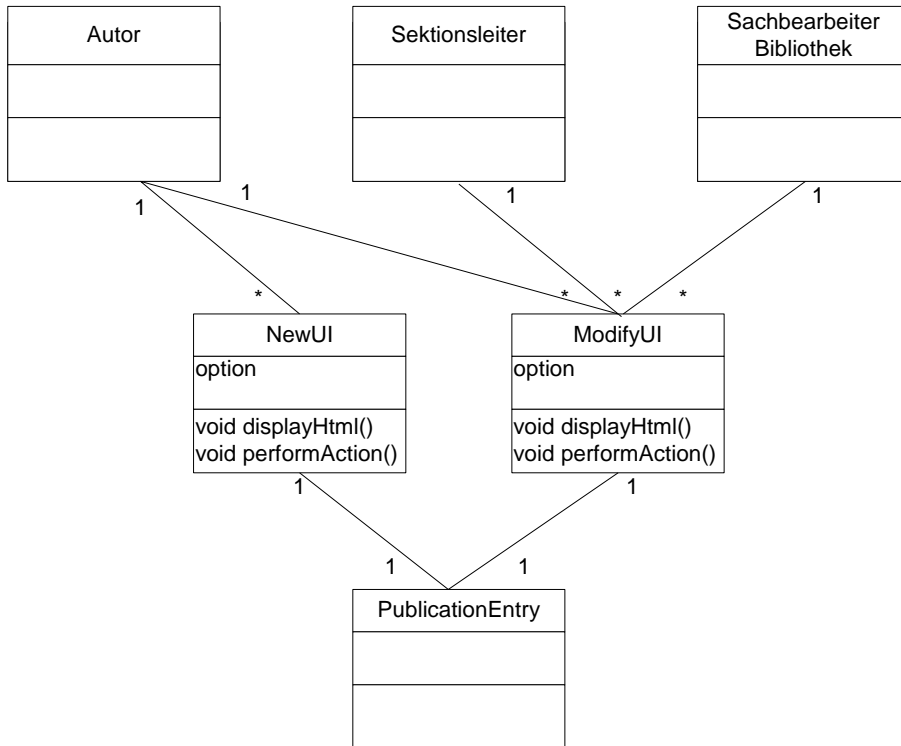 Autor
Sektionsleiter
Sachbearbeiter
Bibliothek
1
1
1
1
*
*
*
*
NewUI
option
void displayHtml()
void performAction()
ModifyUI
option
void displayHtml()
void performAction()
1
1
1
1
PublicationEntry